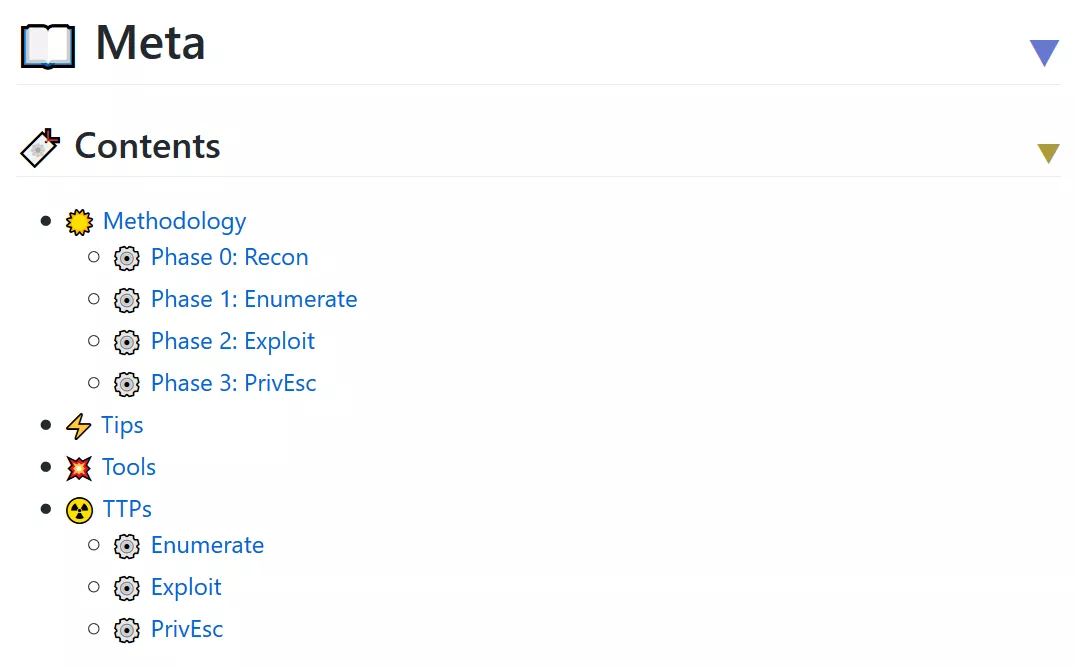 Meta
Contents
Methodology
Phase 0: Recon
Phase 1: Enumerate
Phase 2: Exploit
Phase 3: PrivEsc
Tips
Tools
TTPs
Enumerate
Exploit
PrivEsc